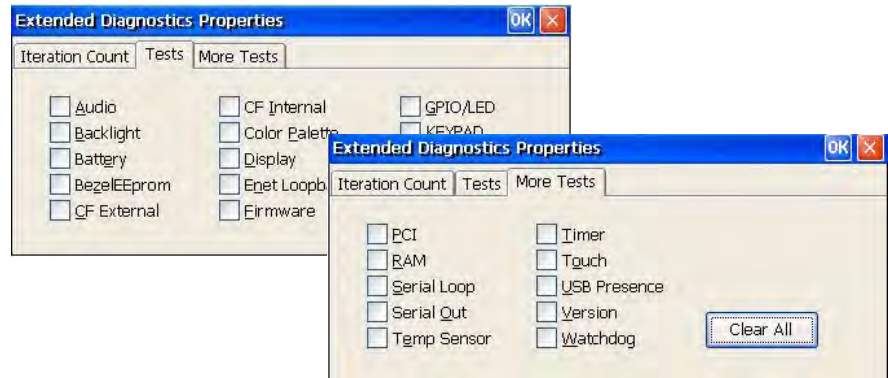 Extended Diagnostics Properties OK
Iteration Count Tests More Tests
Audio CF Internal GPIO/LED
Backlight Color Palette KEYPAD
Battery Display
BezelEEprom Enet Loopb
CF External Firmware
Extended Diagnostics Properties OK
Iteration Count Tests More Tests
PCI Timer
RAM Touch
Serial Loop USB Presence
Serial Out Version
Temp Sensor Watchdog
Clear All